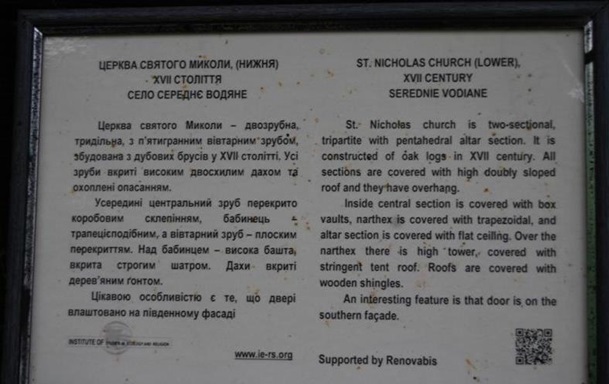 ЦЕРКВА СВЯТОГО МИКОЛИ, (НИЖНЯ)
XVII СТОЛІТТЯ
СЕЛО СЕРЕДНЄ ВОДЯНЕ
Церква святого Миколи – двозрубна,
тридільна, з п'ятигранним вівтарним зрубом,
збудована з дубових брусів у XVII столітті. Усі
зруби вкриті високим двосхилим дахом та
охоплені опасанням.
Усередині центральний зруб перекрито
коробовим склепінням, бабинець –
трапецієподібним, а вівтарний зруб – плоским
перекриттям. Над бабинцем – висока башта,
вкрита строгим шатром. Дахи вкриті
дерев'яним ґонтом.
Цікавою особливістю є те, що двері
влаштовано на південному фасаді
INSTITUTE OF
www.ie-rs.org
ST. NICHOLAS CHURCH (LOWER),
XVII CENTURY
SEREDNIE VODIANE
St. Nicholas church is two-sectional,
tripartite with pentahedral altar section. It is
constructed of oak logs in XVII century. All
sections are covered with high doubly sloped
roof and they have overhang.
Inside central section is covered with box
vaults, narthex is covered with trapezoidal, and
altar section is covered with flat ceiling. Over the
narthex there is high tower, covered with
stringent tent roof. Roofs are covered with
wooden shingles.
An interesting feature is that door is on the
southern façade.
Supported by Renovabis